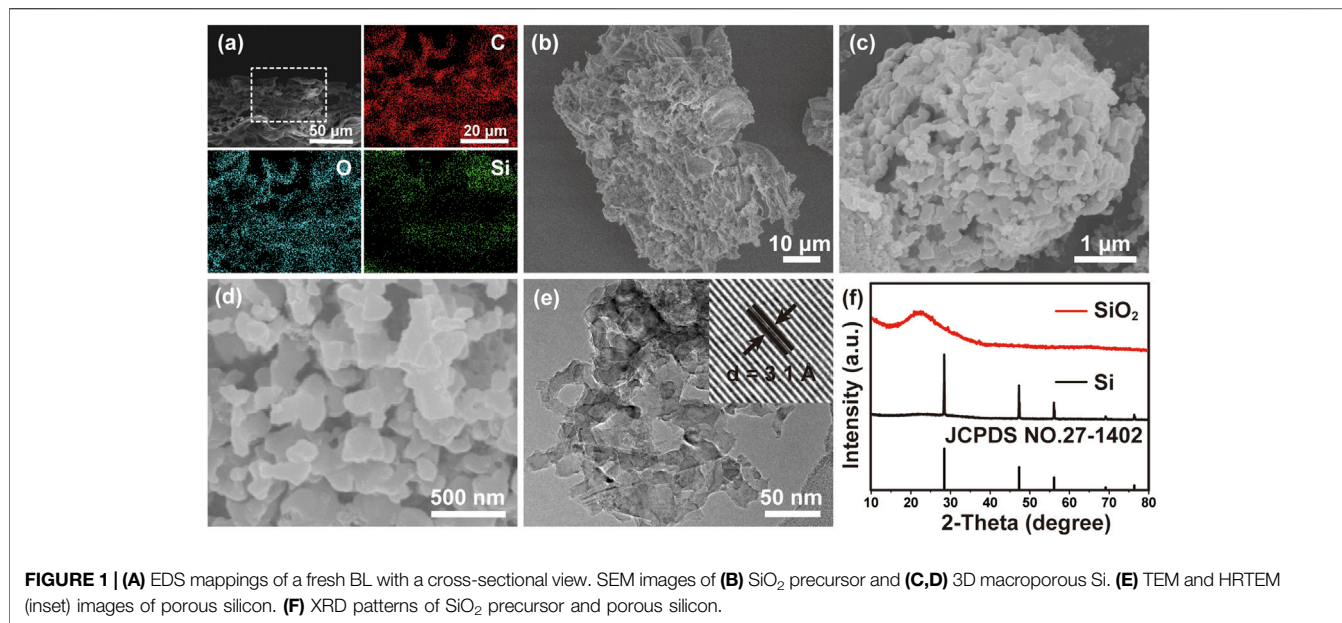 (a)
C
50 µm
20 µm
O
Si
(b)
10 µm
(c)
1 µm
(d)
500 nm
(e)
d = 3.1 Å
50 nm
(f)
SiO₂
Si
JCPDS NO.27-1402
Intensity (a.u.)
10 20 30 40 50 60 70 80
2-Theta (degree)
FIGURE 1 | (A) EDS mappings of a fresh BL with a cross-sectional view. SEM images of (B) SiO₂ precursor and (C,D) 3D macroporous Si. (E) TEM and HRTEM
(inset) images of porous silicon. (F) XRD patterns of SiO₂ precursor and porous silicon.